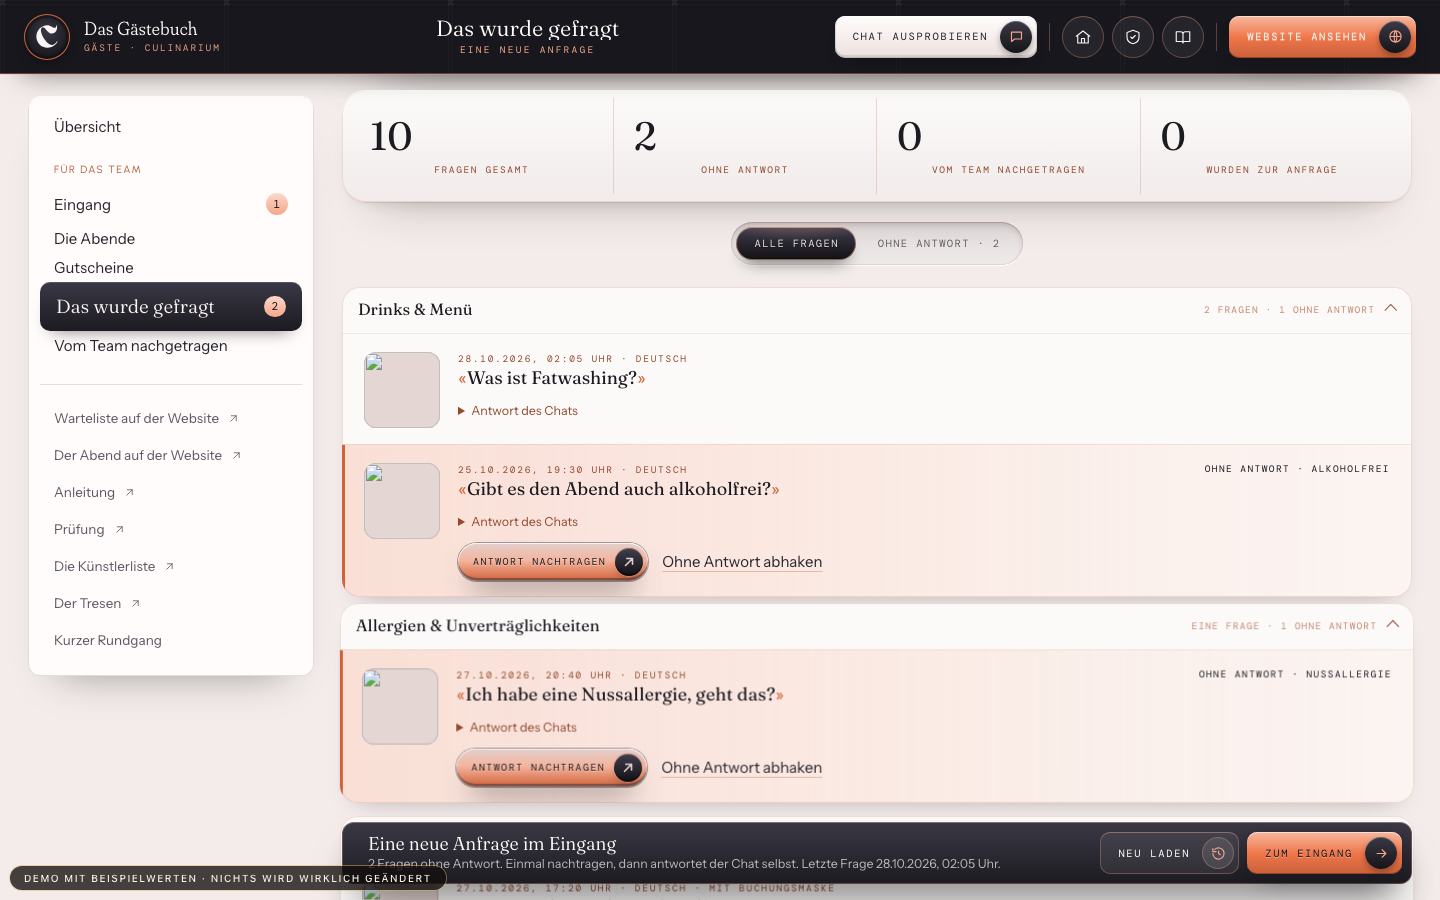 Das Gästebuch
GÄSTE · CULINARIUM
Das wurde gefragt
EINE NEUE ANFRAGE
CHAT AUSPROBIEREN
WEBSITE ANSEHEN
Übersicht
FÜR DAS TEAM
Eingang 1
Die Abende
Gutscheine
Das wurde gefragt 2
Vom Team nachgetragen
Warteliste auf der Website
Der Abend auf der Website
Anleitung
Prüfung
Die Künstlerliste
Der Tresen
Kurzer Rundgang
10
FRAGEN GESAMT
2
OHNE ANTWORT
0
VOM TEAM NACHGETRAGEN
0
WURDEN ZUR ANFRAGE
ALLE FRAGEN
OHNE ANTWORT · 2
Drinks & Menü
2 FRAGEN · 1 OHNE ANTWORT
28.10.2026, 02:05 UHR · DEUTSCH
«Was ist Fatwashing?»
Antwort des Chats
25.10.2026, 19:30 UHR · DEUTSCH
OHNE ANTWORT · ALKOHOLFREI
«Gibt es den Abend auch alkoholfrei?»
Antwort des Chats
ANTWORT NACHTRAGEN
Ohne Antwort abhaken
Allergien & Unverträglichkeiten
EINE FRAGE · 1 OHNE ANTWORT
27.10.2026, 20:40 UHR · DEUTSCH
OHNE ANTWORT · NUSSALLERGIE
«Ich habe eine Nussallergie, geht das?»
Antwort des Chats
ANTWORT NACHTRAGEN
Ohne Antwort abhaken
Eine neue Anfrage im Eingang
2 Fragen ohne Antwort. Einmal nachtragen, dann antwortet der Chat selbst. Letzte Frage 28.10.2026, 02:05 Uhr.
NEU LADEN
ZUM EINGANG
DEMO MIT BEISPIELWERTEN · NICHTS WIRD WIRKLICH GEÄNDERT
27.10.2026, 17:20 UHR · DEUTSCH · MIT BUCHUNGSMASKE